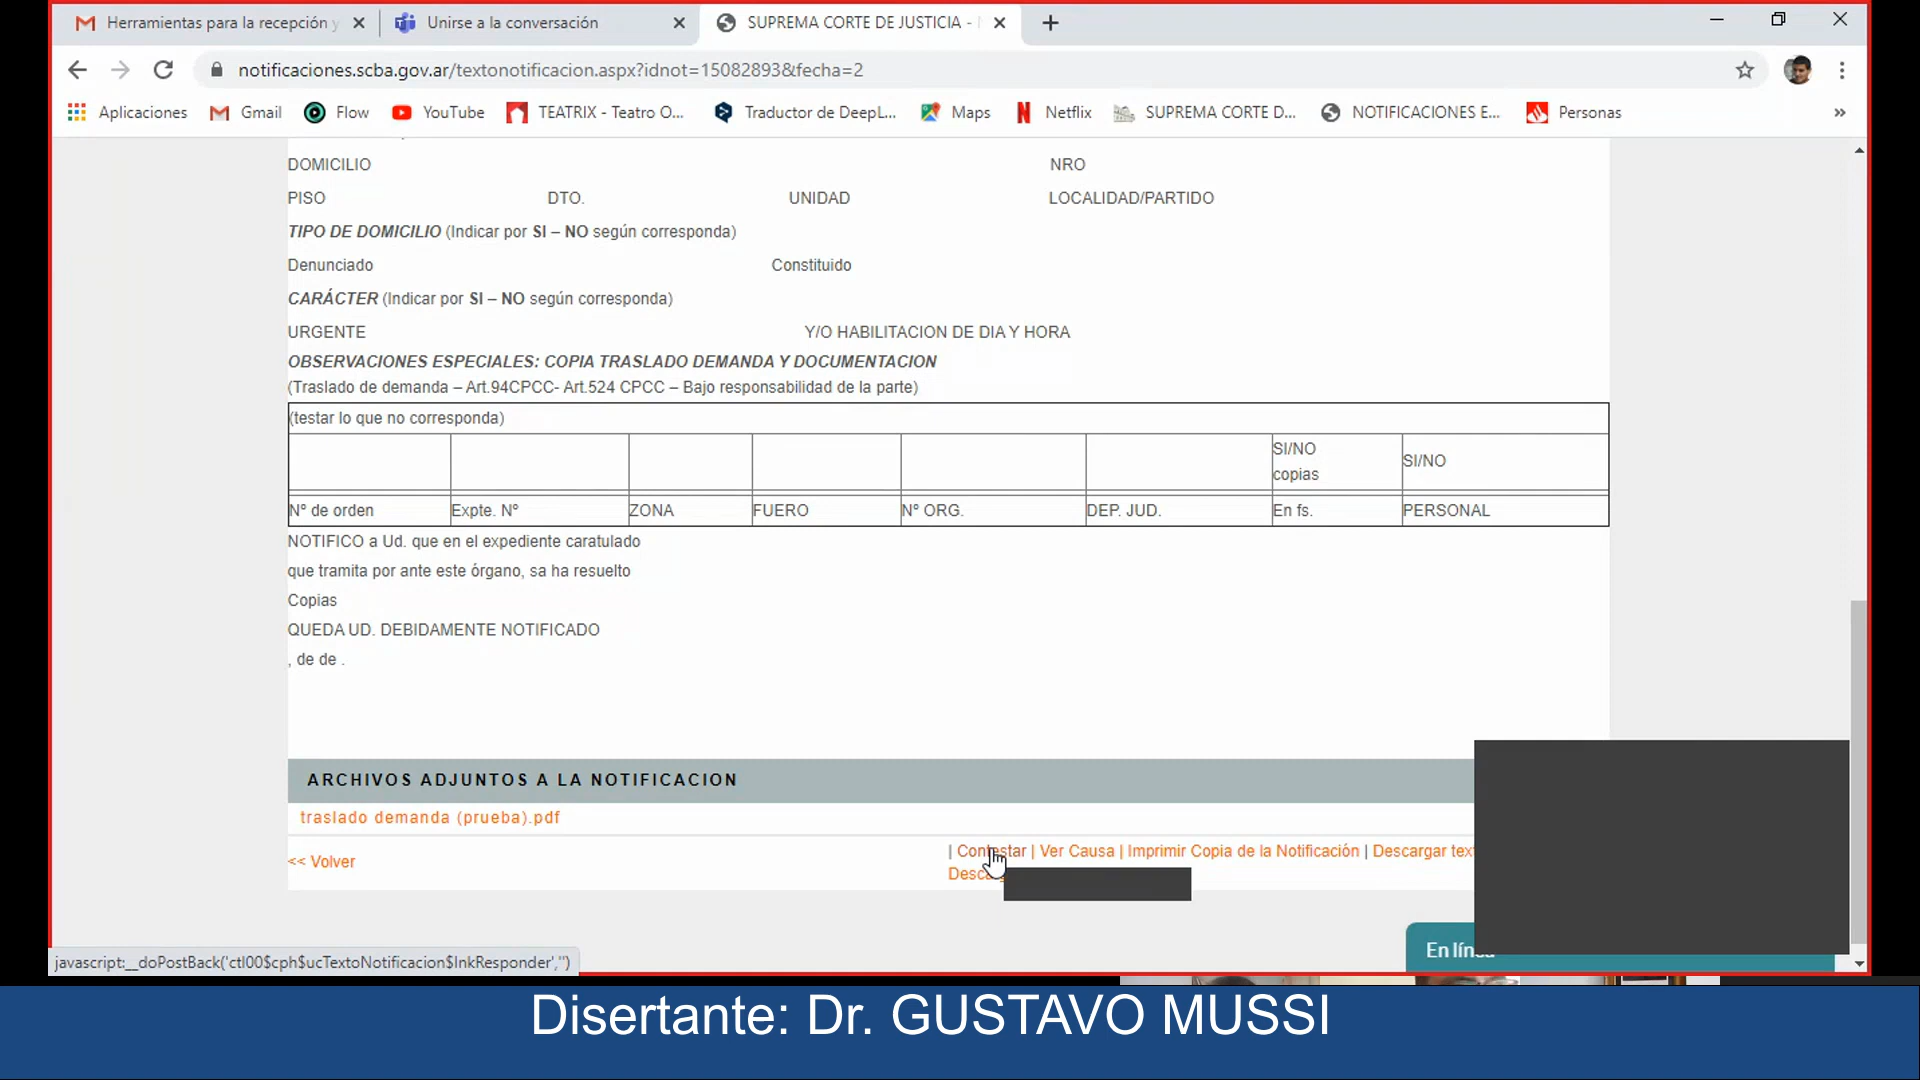 Herramientas para la recepción y
Unirse a la conversación
SUPREMA CORTE DE JUSTICIA -
notificaciones.scba.gov.ar/textonotificacion.aspx?idnot=15082893&fecha=2
Aplicaciones Gmail Flow YouTube TEATRIX - Teatro O... Traductor de DeepL... Maps Netflix SUPREMA CORTE D... NOTIFICACIONES E... Personas »
DOMICILIO NRO
PISO DTO. UNIDAD LOCALIDAD/PARTIDO
TIPO DE DOMICILIO (Indicar por SI – NO según corresponda)
Denunciado Constituido
CARÁCTER (Indicar por SI – NO según corresponda)
URGENTE Y/O HABILITACION DE DIA Y HORA
OBSERVACIONES ESPECIALES: COPIA TRASLADO DEMANDA Y DOCUMENTACION
(Traslado de demanda – Art.94CPCC- Art.524 CPCC – Bajo responsabilidad de la parte)
(testar lo que no corresponda)
SI/NO copias SI/NO
Nº de orden Expte. Nº ZONA FUERO Nº ORG. DEP. JUD. En fs. PERSONAL
NOTIFICO a Ud. que en el expediente caratulado
que tramita por ante este órgano, sa ha resuelto
Copias
QUEDA UD. DEBIDAMENTE NOTIFICADO
, de de .
ARCHIVOS ADJUNTOS A LA NOTIFICACION
traslado demanda (prueba).pdf
<< Volver
| Contestar | Ver Causa | Imprimir Copia de la Notificación | Descargar
En
javascript:__doPostBack('ctl00$cph$ucTextoNotificacion$lnkResponder','')
Disertante: Dr. GUSTAVO MUSSI